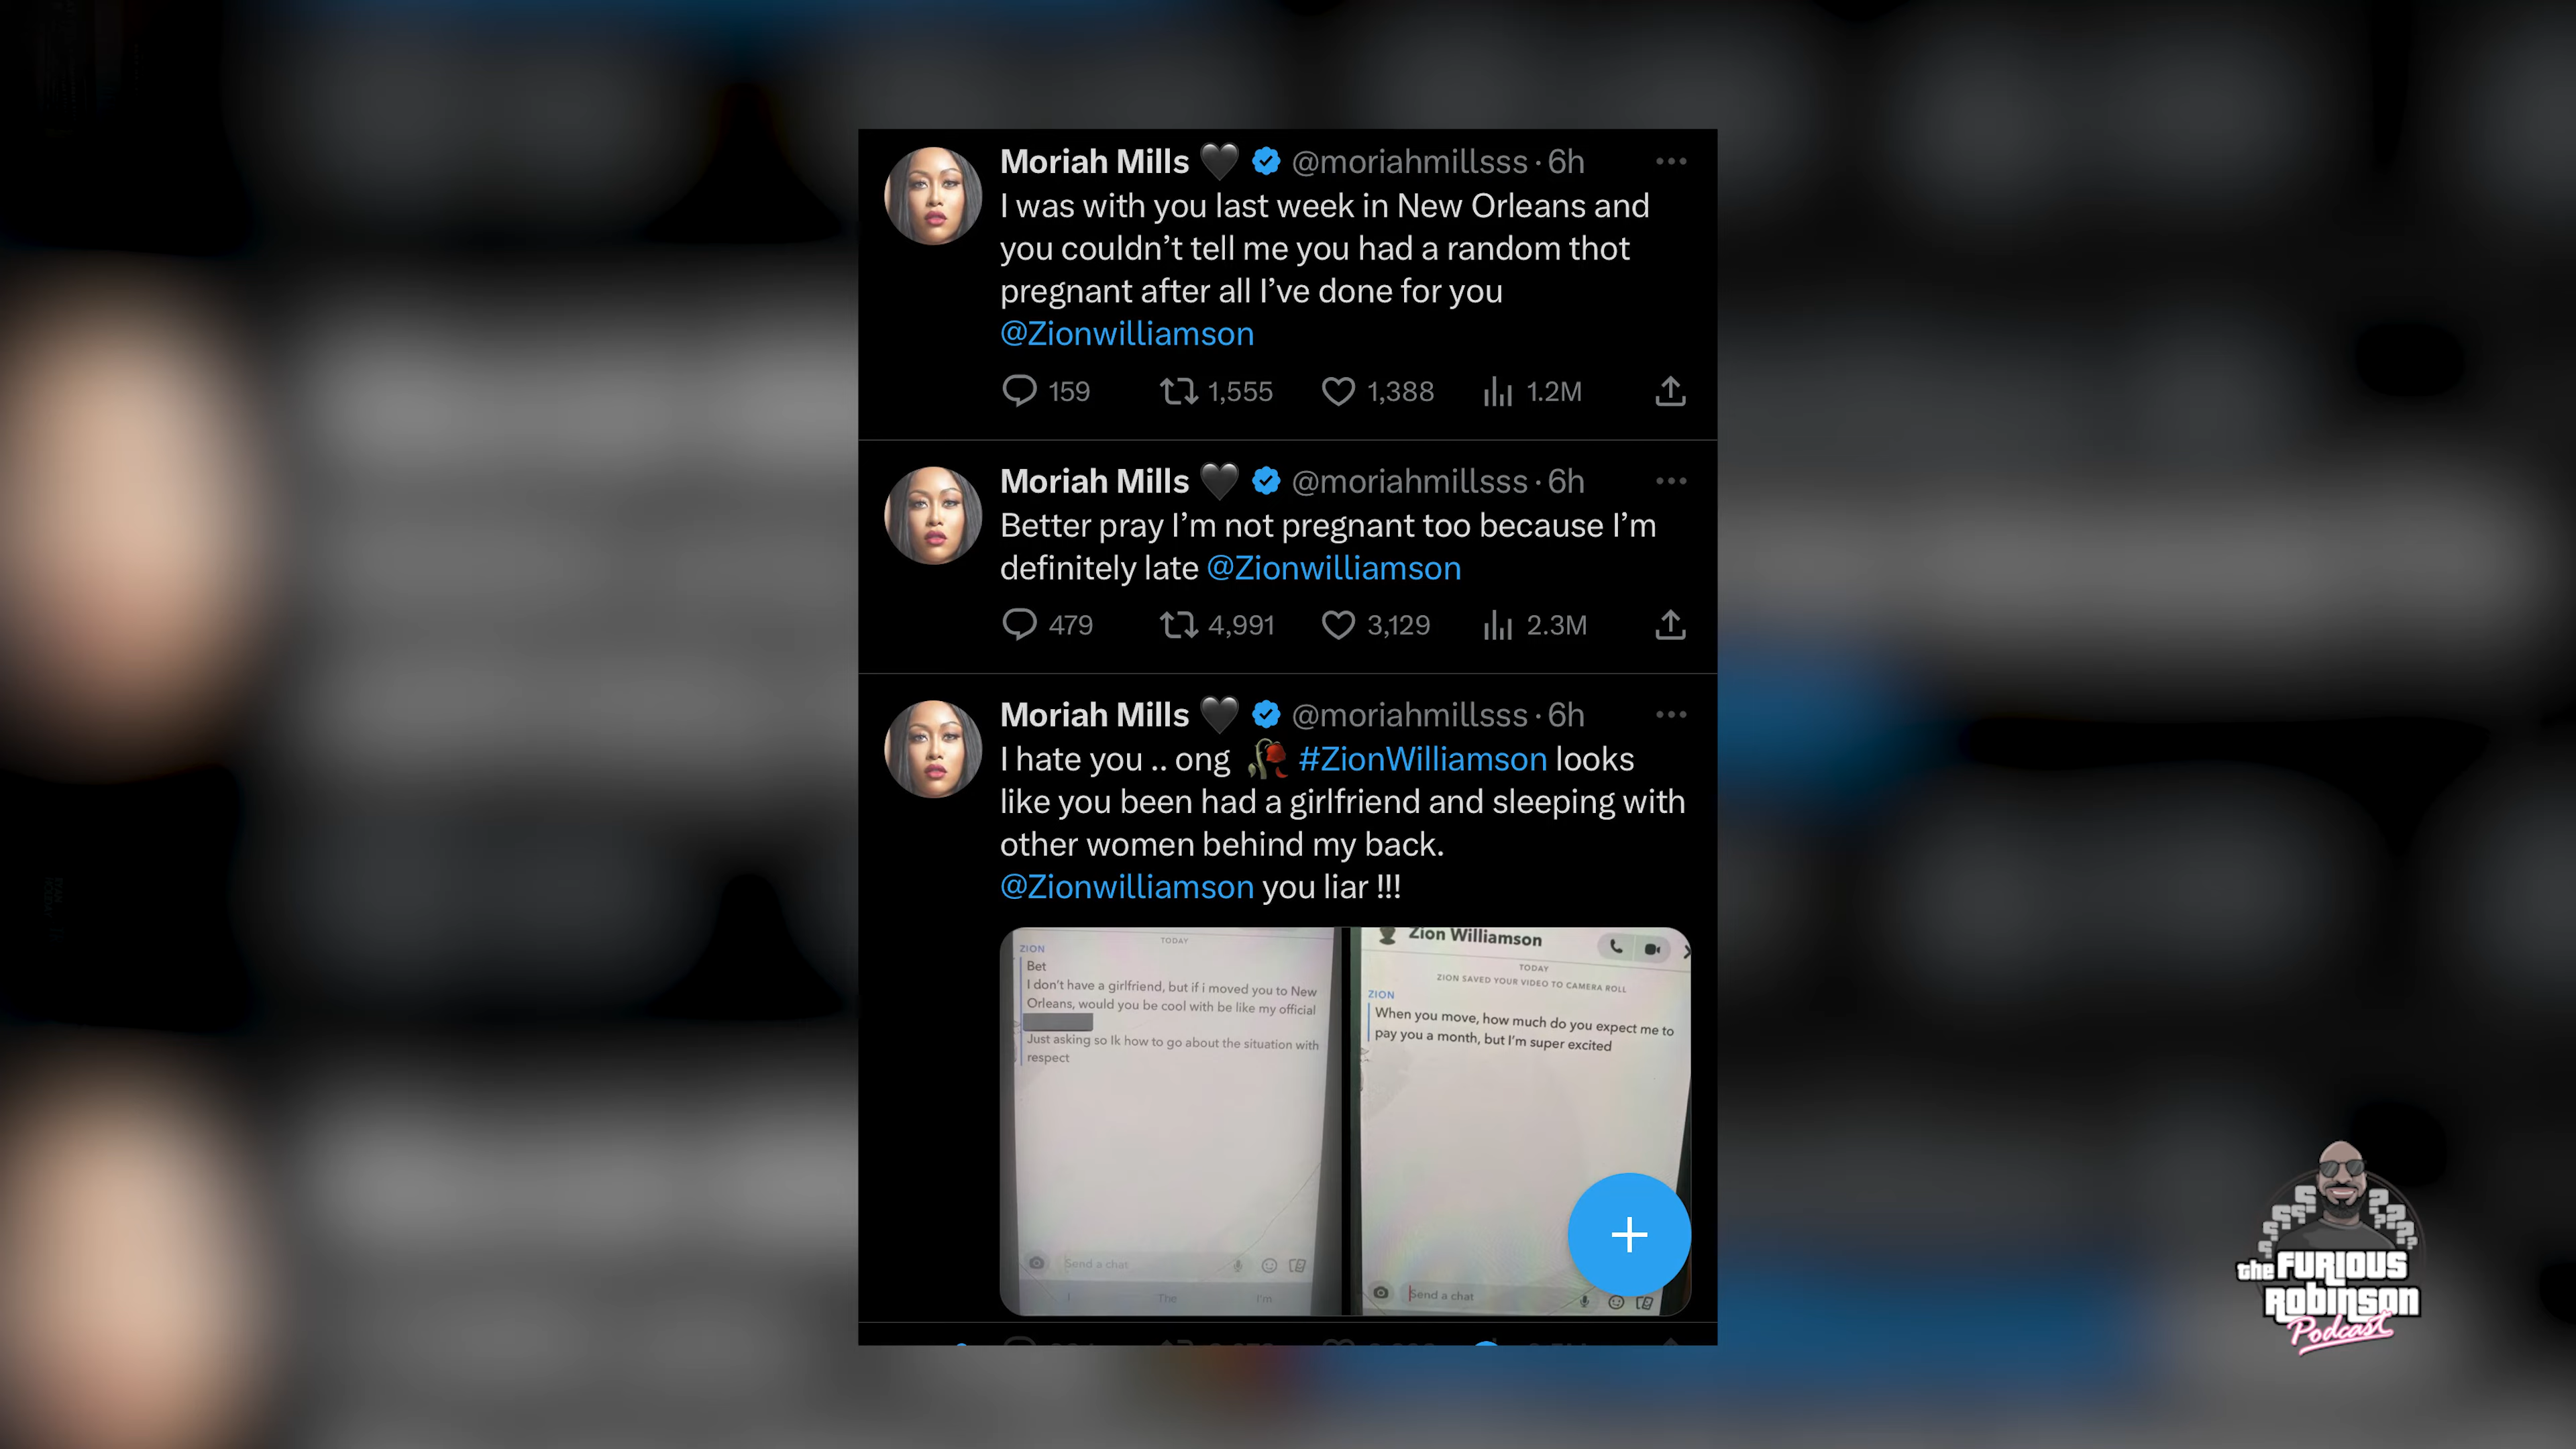 Moriah Mills 🖤 @moriahmillsss · 6h
I was with you last week in New Orleans and
you couldn’t tell me you had a random thot
pregnant after all I’ve done for you
@Zionwilliamson
159 1,555 1,388 1.2M
Moriah Mills 🖤 @moriahmillsss · 6h
Better pray I’m not pregnant too because I’m
definitely late @Zionwilliamson
479 4,991 3,129 2.3M
Moriah Mills 🖤 @moriahmillsss · 6h
I hate you .. ong 🥀 #ZionWilliamson looks
like you been had a girlfriend and sleeping with
other women behind my back.
@Zionwilliamson you liar !!!
TODAY
ZION
Bet
I don't have a girlfriend, but if i moved you to New
Orleans, would you be cool with be like my official
Just asking so Ik how to go about the situation with
respect
Send a chat
I The I'm
Zion Williamson
TODAY
ZION SAVED YOUR VIDEO TO CAMERA ROLL
ZION
When you move, how much do you expect me to
pay you a month, but I'm super excited
Send a chat
the FURIOUS
ROBINSON
Podcast